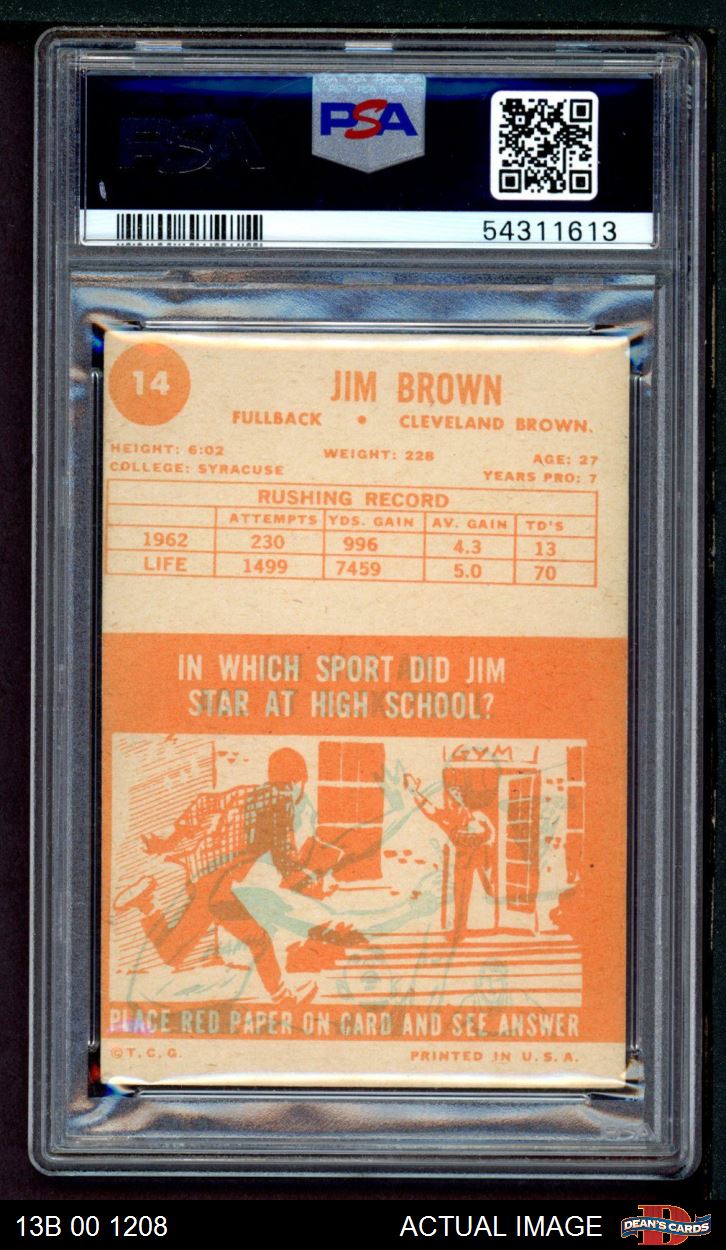 PSA
PSA
54311613
14
JIM BROWN
FULLBACK • CLEVELAND BROWN.
HEIGHT: 6:02 WEIGHT: 228 AGE: 27
COLLEGE: SYRACUSE YEARS PRO: 7
RUSHING RECORD
ATTEMPTS YDS. GAIN AV. GAIN TD'S
1962 230 996 4.3 13
LIFE 1499 7459 5.0 70
IN WHICH SPORT DID JIM
STAR AT HIGH SCHOOL?
GYM
PLACE RED PAPER ON CARD AND SEE ANSWER
©T.C.G. PRINTED IN U.S.A.
PSA
13B 00 1208 ACTUAL IMAGE DEAN'S CARDS